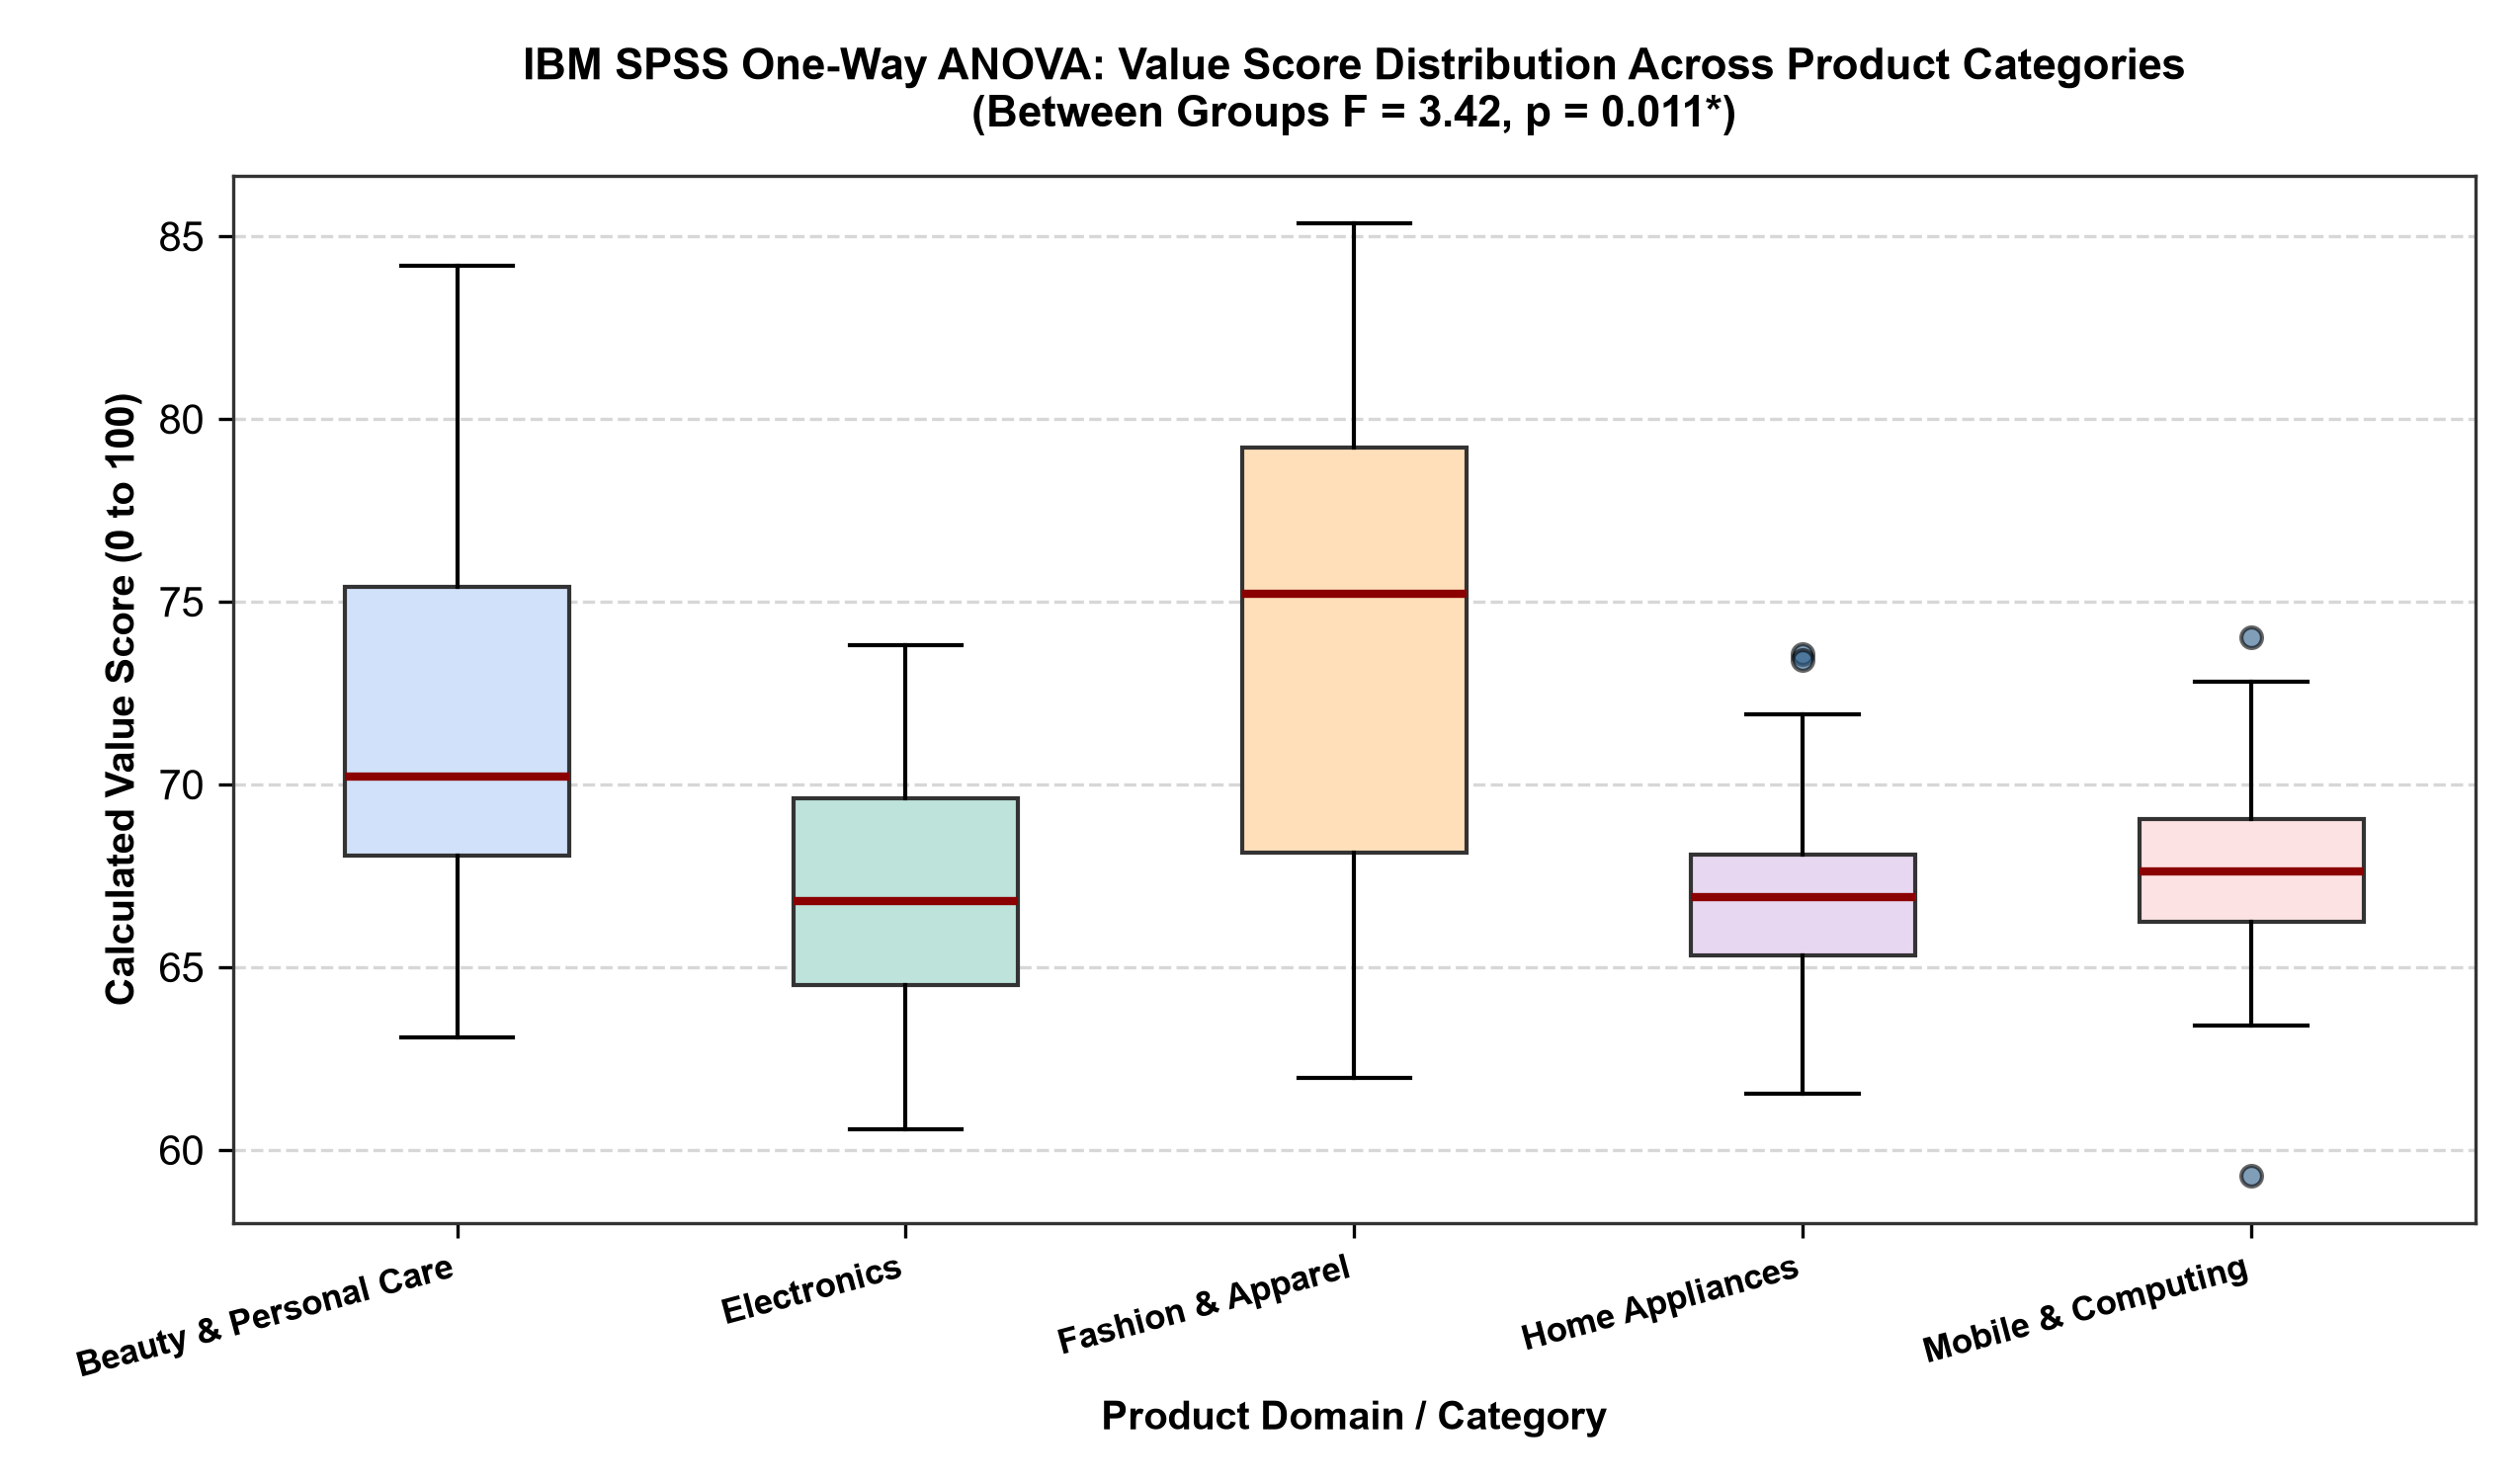 IBM SPSS One-Way ANOVA: Value Score Distribution Across Product Categories
(Between Groups F = 3.42, p = 0.011*)
Calculated Value Score (0 to 100)
85
80
75
70
65
60
Beauty & Personal Care
Electronics
Fashion & Apparel
Home Appliances
Mobile & Computing
Product Domain / Category